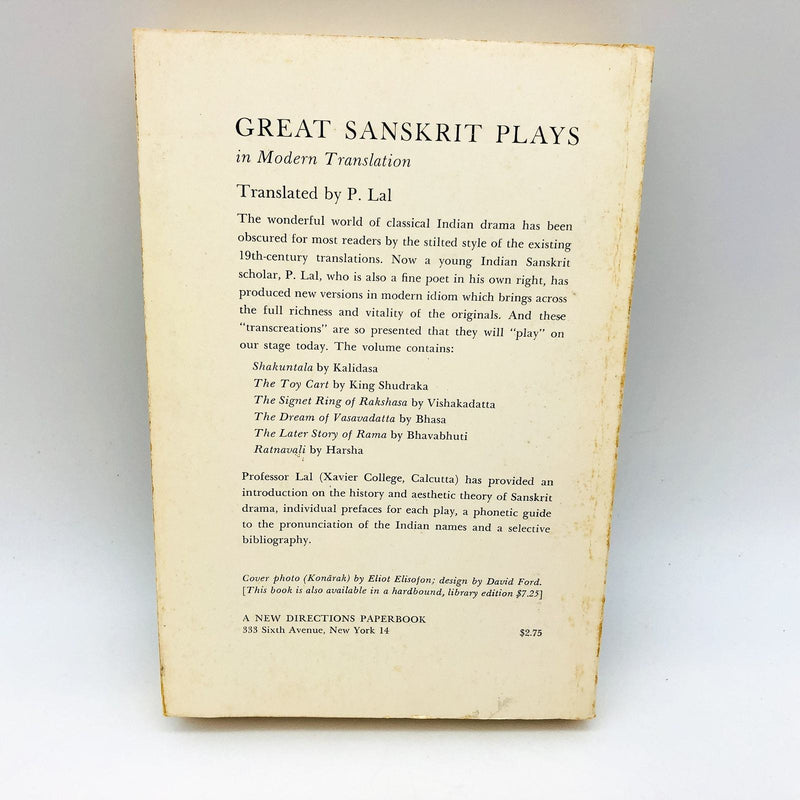 GREAT SANSKRIT PLAYS
in Modern Translation
Translated by P. Lal
The wonderful world of classical Indian drama has been
obscured for most readers by the stilted style of the existing
19th-century translations. Now a young Indian Sanskrit
scholar, P. Lal, who is also a fine poet in his own right, has
produced new versions in modern idiom which brings across
the full richness and vitality of the originals. And these
"transcreations" are so presented that they will "play" on
our stage today. The volume contains:
Shakuntala by Kalidasa
The Toy Cart by King Shudraka
The Signet Ring of Rakshasa by Vishakadatta
The Dream of Vasavadatta by Bhasa
The Later Story of Rama by Bhavabhuti
Ratnavali by Harsha
Professor Lal (Xavier College, Calcutta) has provided an
introduction on the history and aesthetic theory of Sanskrit
drama, individual prefaces for each play, a phonetic guide
to the pronunciation of the Indian names and a selective
bibliography.
Cover photo (Konārak) by Eliot Elisofon; design by David Ford.
[This book is also available in a hardbound, library edition $7.25]
A NEW DIRECTIONS PAPERBOOK
333 Sixth Avenue, New York 14 $2.75